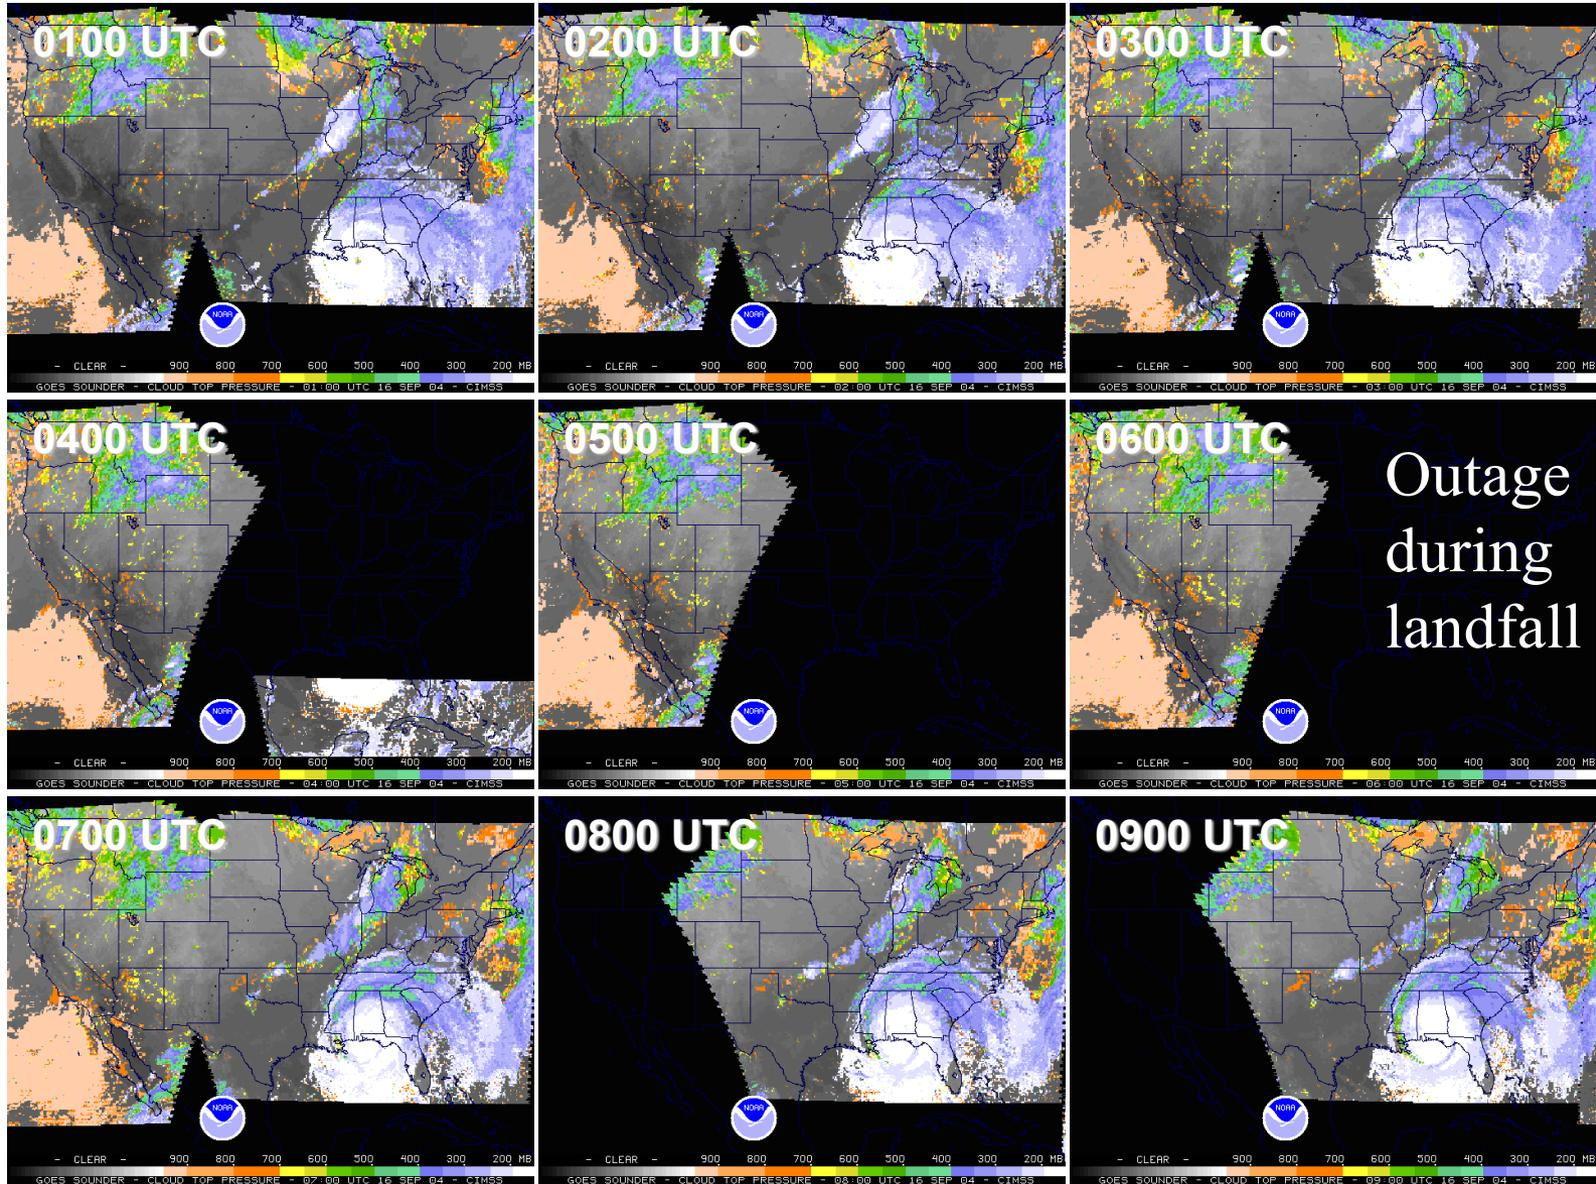 0100 UTC
NOAA
- CLEAR - 900 800 700 600 500 400 300 200 MB
GOES SOUNDER - CLOUD TOP PRESSURE - 01:00 UTC 16 SEP 04 - CIMSS
0200 UTC
NOAA
- CLEAR - 900 800 700 600 500 400 300 200 MB
GOES SOUNDER - CLOUD TOP PRESSURE - 02:00 UTC 16 SEP 04 - CIMSS
0300 UTC
NOAA
- CLEAR - 900 800 700 600 500 400 300 200 MB
GOES SOUNDER - CLOUD TOP PRESSURE - 03:00 UTC 16 SEP 04 - CIMSS
0400 UTC
NOAA
- CLEAR - 900 800 700 600 500 400 300 200 MB
GOES SOUNDER - CLOUD TOP PRESSURE - 04:00 UTC 16 SEP 04 - CIMSS
0500 UTC
NOAA
- CLEAR - 900 800 700 600 500 400 300 200 MB
GOES SOUNDER - CLOUD TOP PRESSURE - 05:00 UTC 16 SEP 04 - CIMSS
0600 UTC
Outage
during
landfall
NOAA
- CLEAR - 900 800 700 600 500 400 300 200 MB
GOES SOUNDER - CLOUD TOP PRESSURE - 06:00 UTC 16 SEP 04 - CIMSS
0700 UTC
NOAA
- CLEAR - 900 800 700 600 500 400 300 200 MB
GOES SOUNDER - CLOUD TOP PRESSURE - 07:00 UTC 16 SEP 04 - CIMSS
0800 UTC
NOAA
- CLEAR - 900 800 700 600 500 400 300 200 MB
GOES SOUNDER - CLOUD TOP PRESSURE - 08:00 UTC 16 SEP 04 - CIMSS
0900 UTC
NOAA
- CLEAR - 900 800 700 600 500 400 300 200 MB
GOES SOUNDER - CLOUD TOP PRESSURE - 09:00 UTC 16 SEP 04 - CIMSS